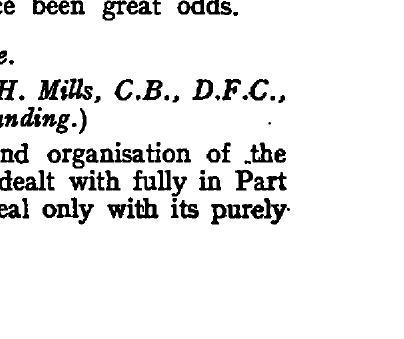 been great odds.
H. Mills, C.B., D.F.C.,
nding.)
nd organisation of the
dealt with fully in Part
eal only with its purely